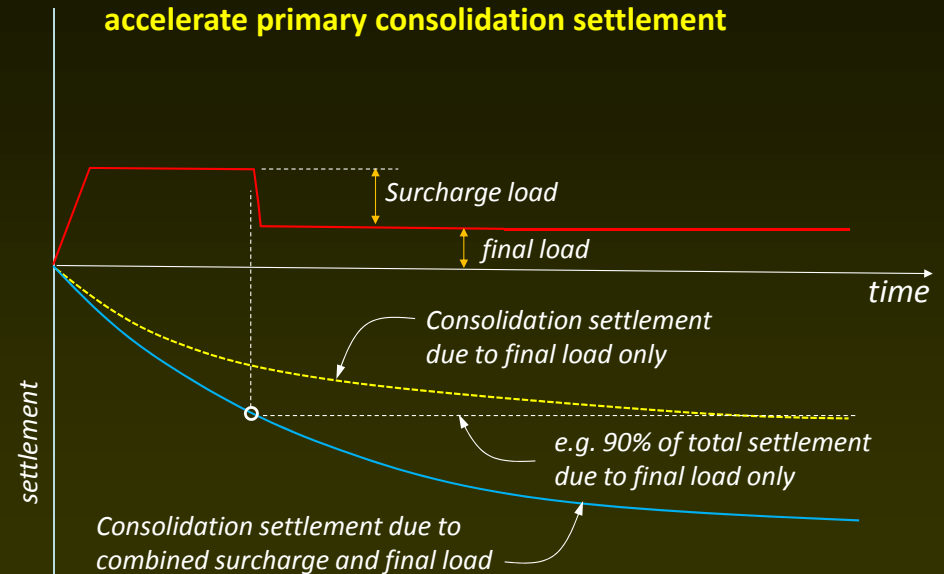 accelerate primary consolidation settlement
Surcharge load
final load
time
Consolidation settlement
due to final load only
e.g. 90% of total settlement
due to final load only
settlement
Consolidation settlement due to
combined surcharge and final load